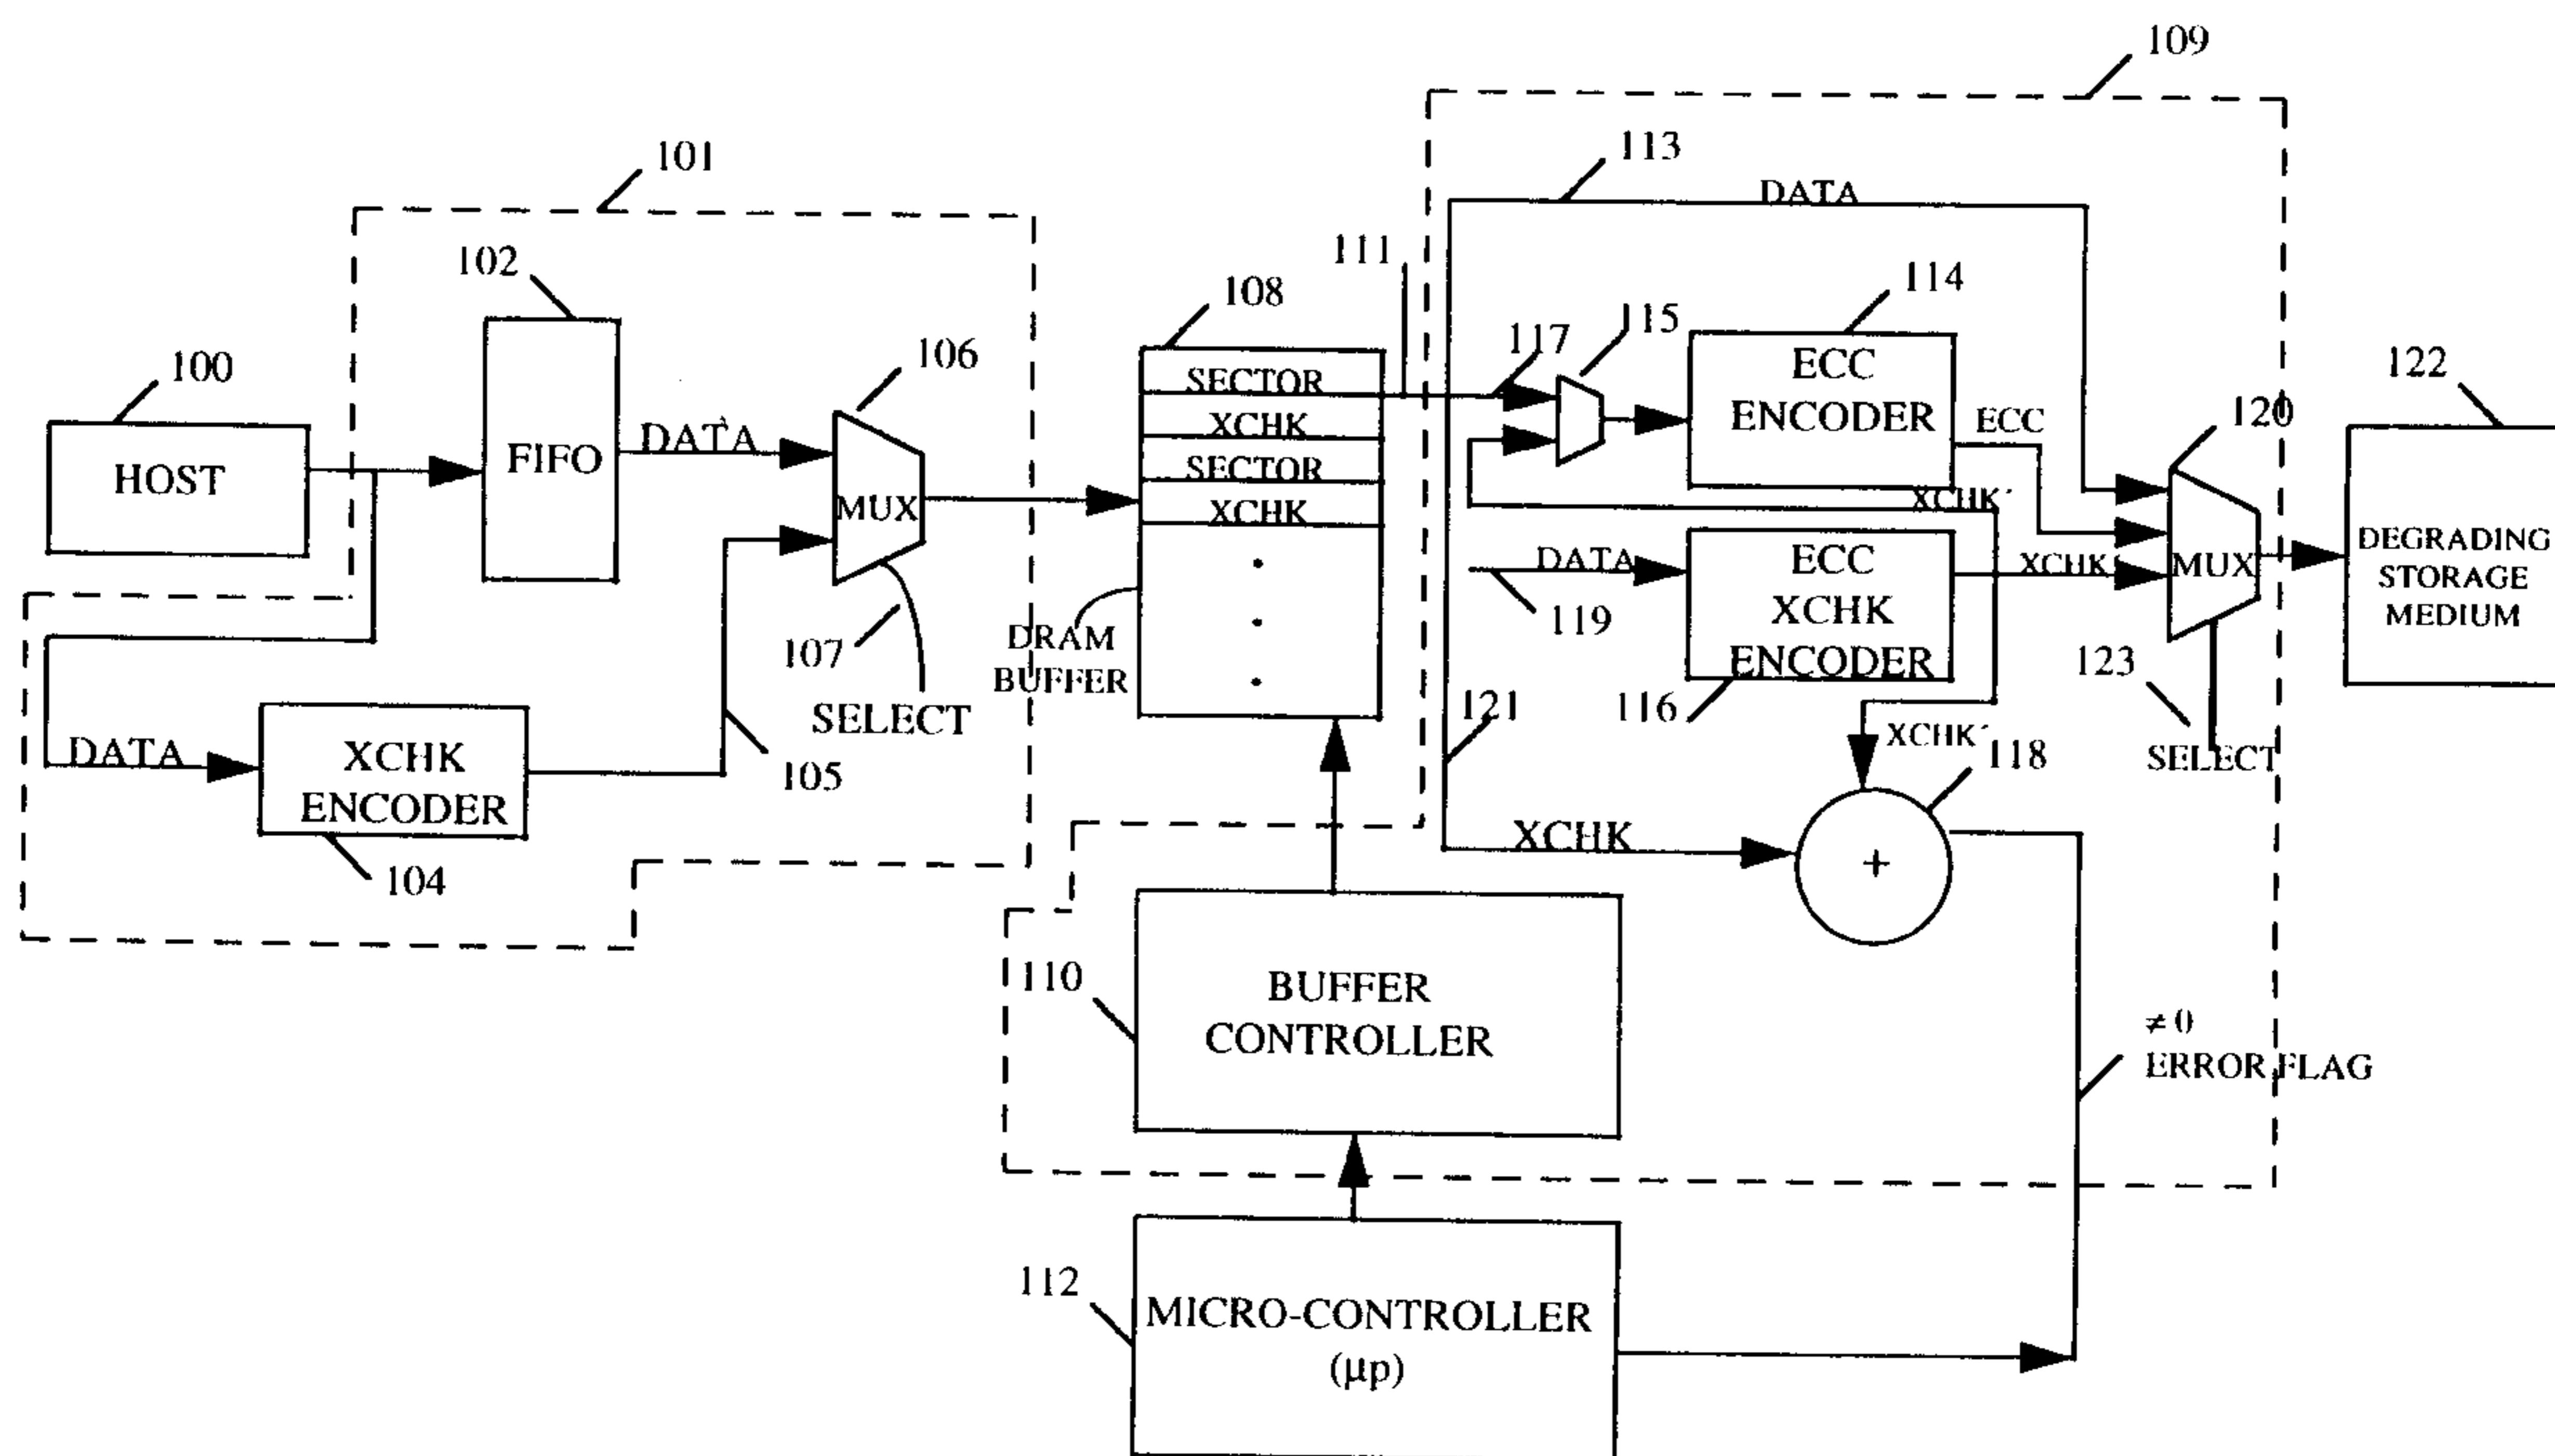 109
101
113
DATA
111
102
108
114
115
106
117
100
122
SECTOR
ECC
ENCODER
XCHK
ECC
120
DATA
HOST
FIFO
SECTOR
XCHK´
MUX
XCHK
DEGRADING
STORAGE
MEDIUM
DATA
ECC
XCHK
ENCODER
XCHK´
MUX
119
DRAM
BUFFER
107
123
SELECT
121
116
XCHK´
118
SELECT
DATA
XCHK
ENCODER
105
XCHK
+
104
110
BUFFER
CONTROLLER
≠ 0
ERROR FLAG
112
MICRO-CONTROLLER
(μp)